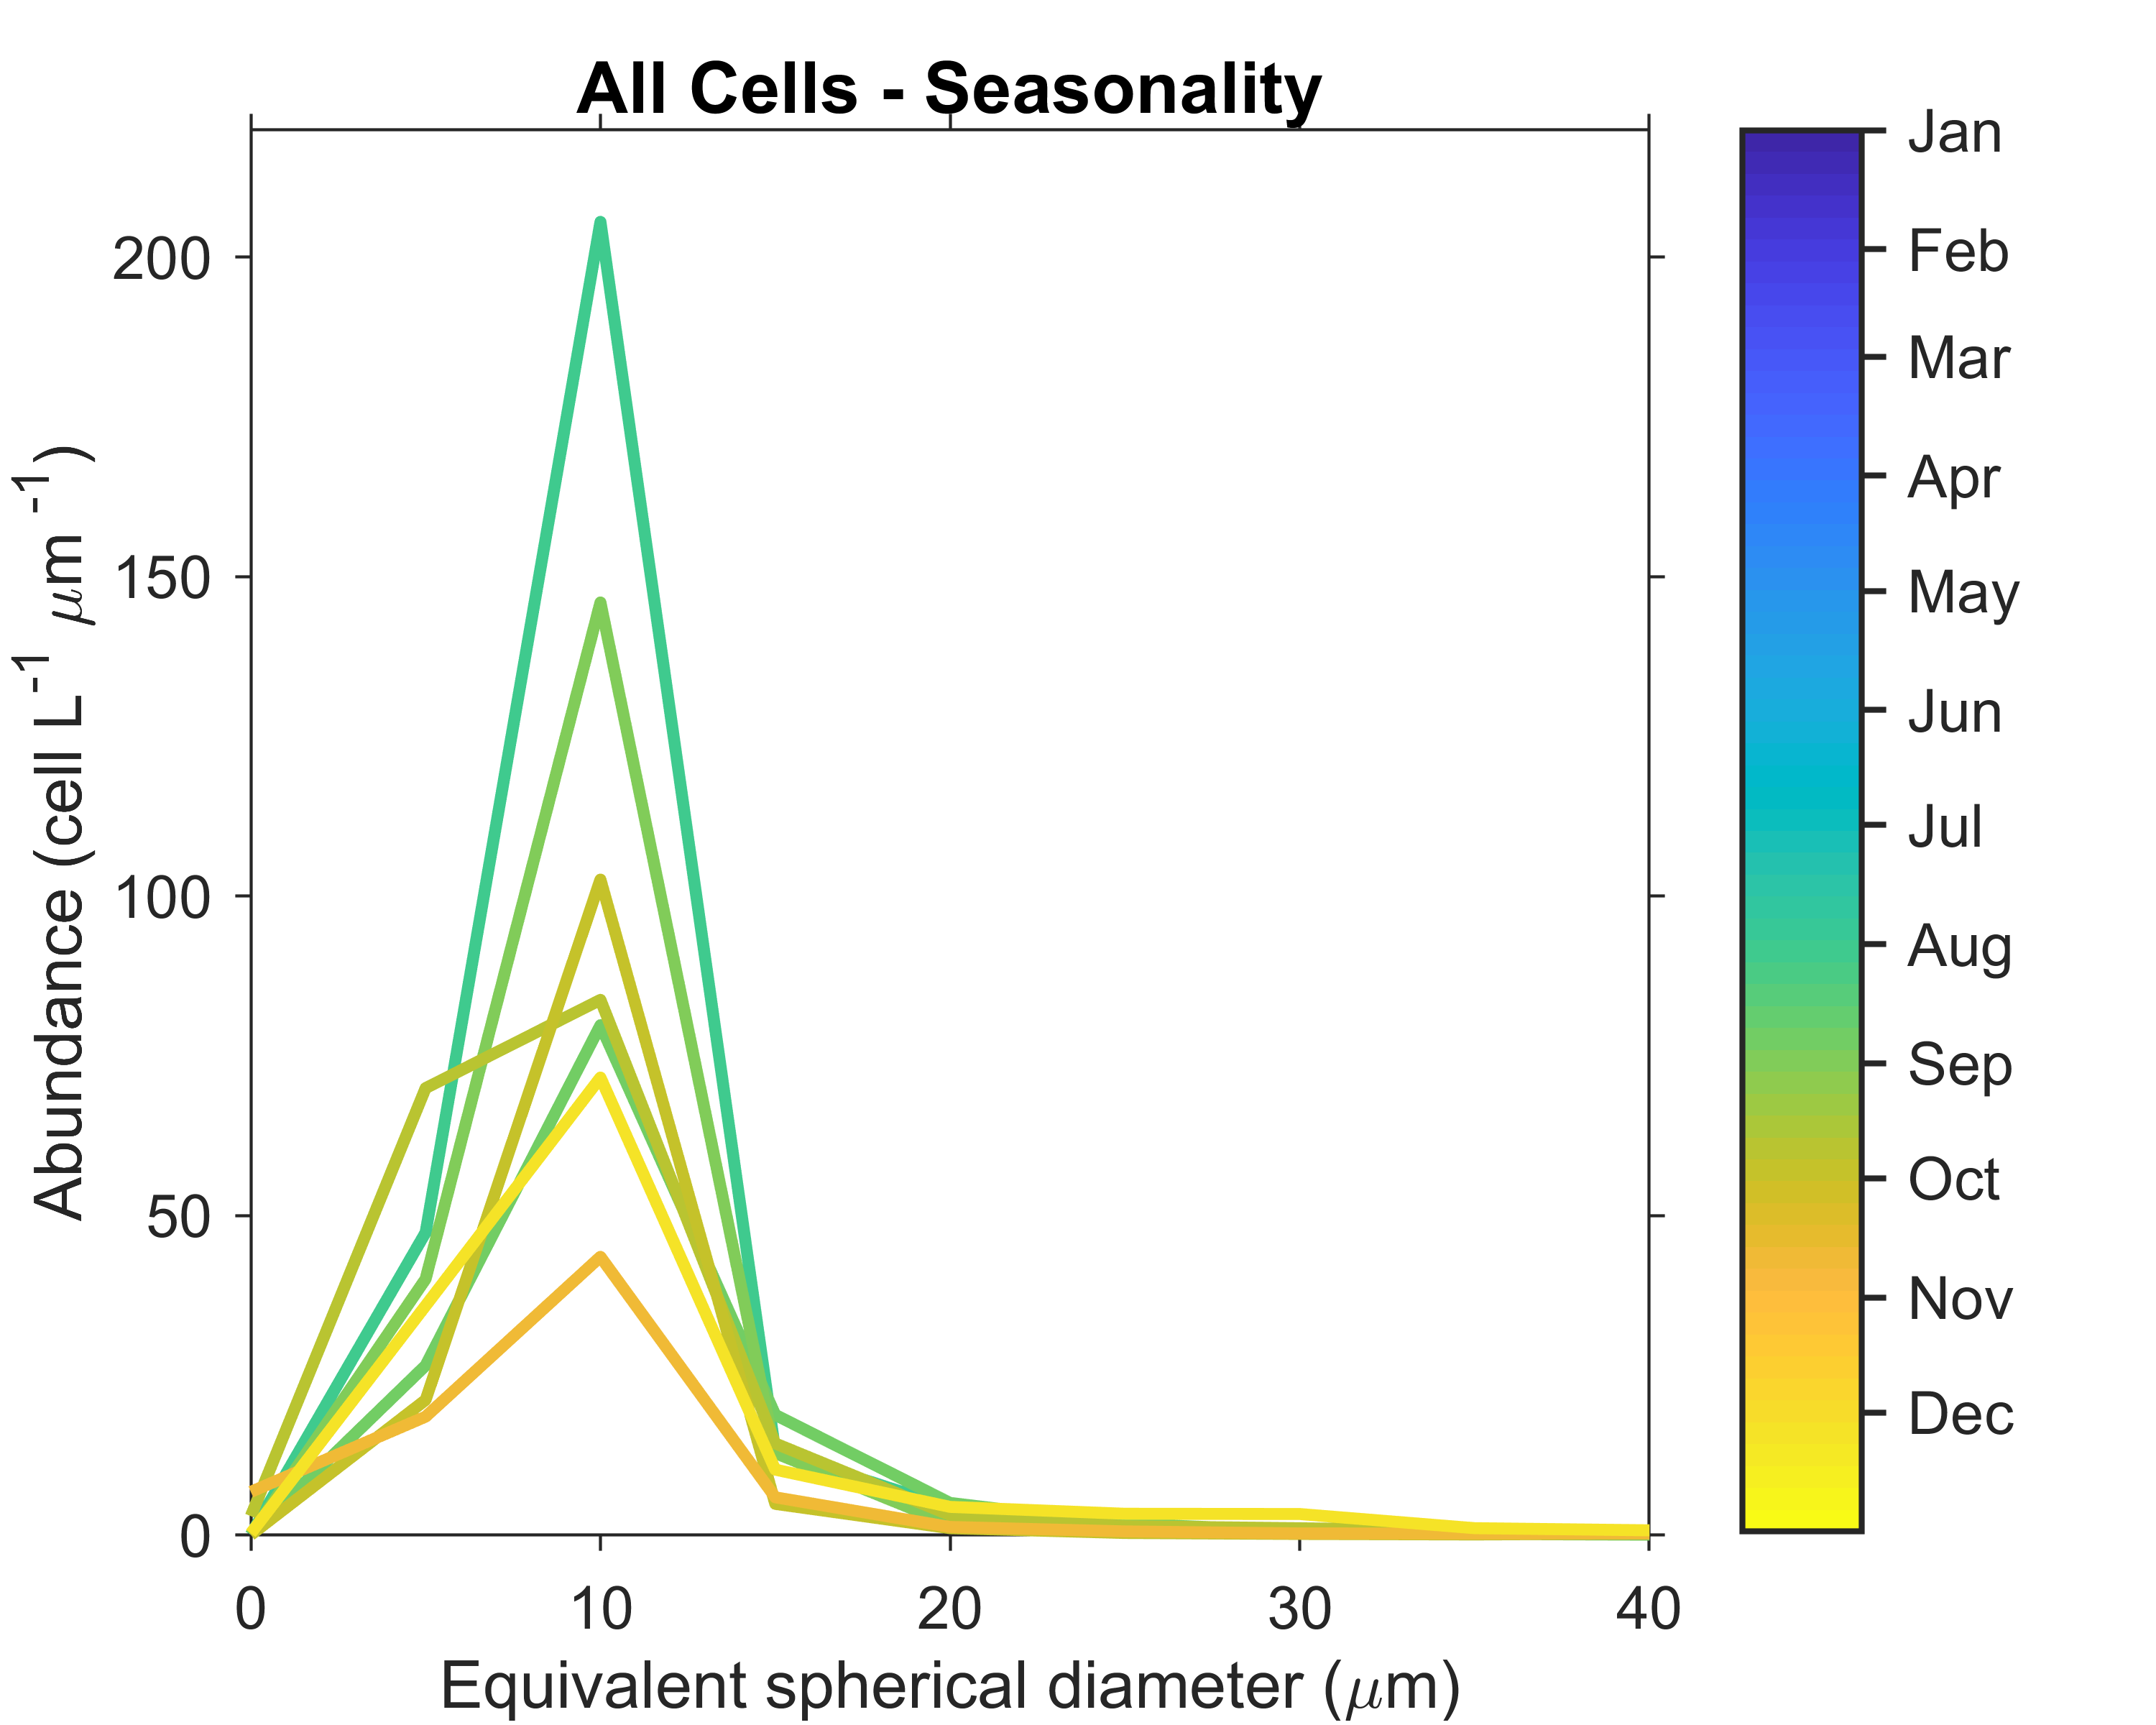 All Cells - Seasonality
Abundance (cell L⁻¹ μm ⁻¹)
200
150
100
50
0
0 10 20 30 40
Equivalent spherical diameter (μm)
Jan
Feb
Mar
Apr
May
Jun
Jul
Aug
Sep
Oct
Nov
Dec